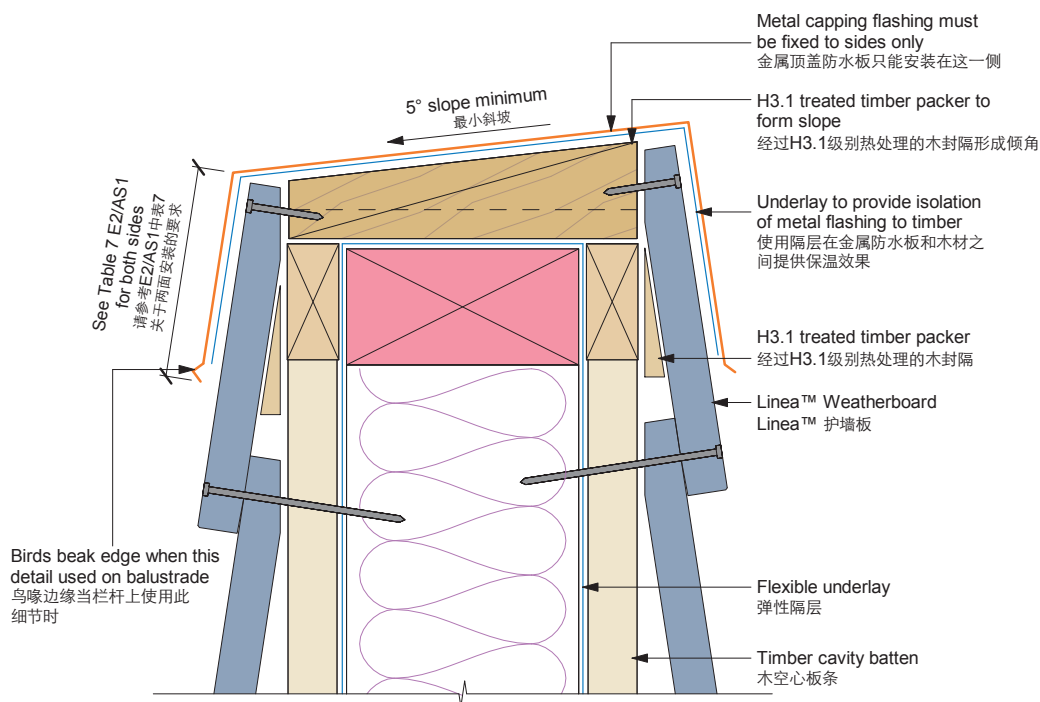 Metal capping flashing must
be fixed to sides only
金属顶盖防水板只能安装在这一侧
5° slope minimum
最小斜坡
H3.1 treated timber packer to
form slope
经过H3.1级别热处理的木封隔形成倾角
See Table 7 E2/AS1
for both sides
请参考E2/AS1中表7
关于两面安装的要求
Underlay to provide isolation
of metal flashing to timber
使用隔层在金属防水板和木材之
间提供保温效果
H3.1 treated timber packer
经过H3.1级别热处理的木封隔
Linea™ Weatherboard
Linea™ 护墙板
Birds beak edge when this
detail used on balustrade
鸟喙边缘当栏杆上使用此
细节时
Flexible underlay
弹性隔层
Timber cavity batten
木空心板条